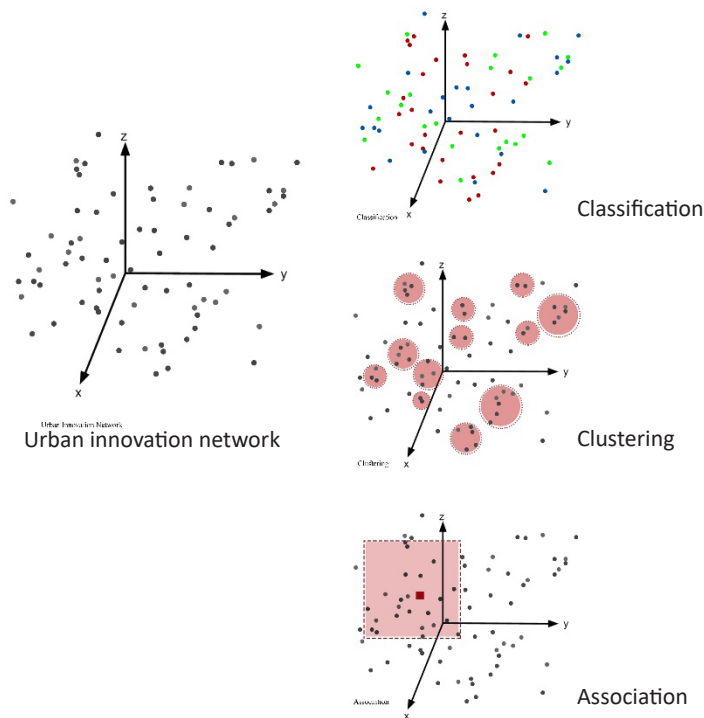 z
y
x
Urban Innovation Network
Urban innovation network
z
y
x
Classification
Classification
z
y
x
Clustering
Clustering
z
y
x
Association
Association